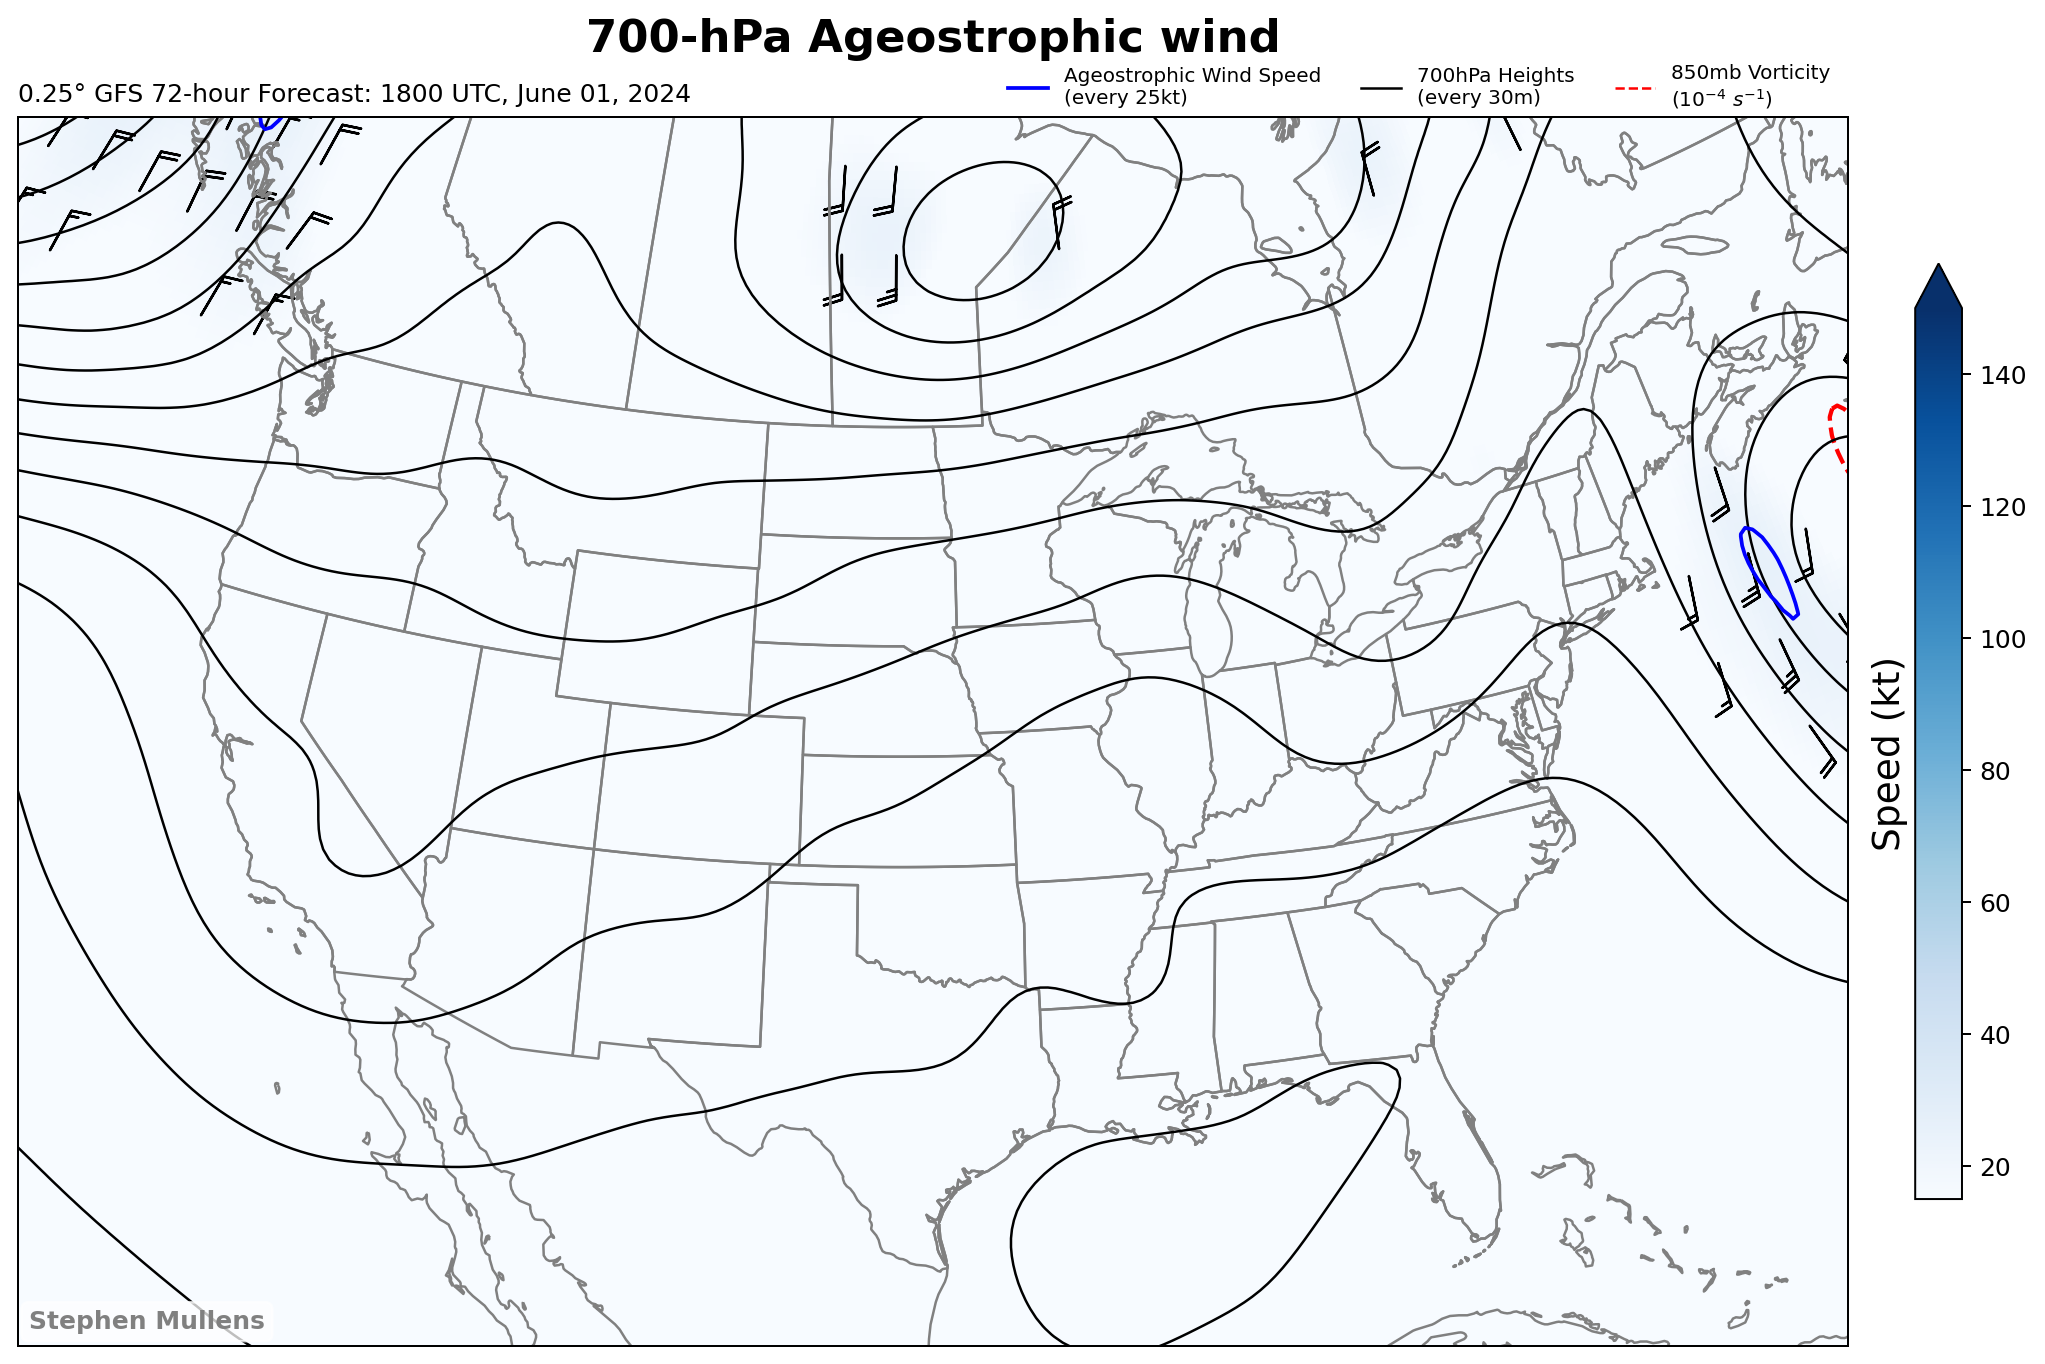 700-hPa Ageostrophic wind
0.25° GFS 72-hour Forecast: 1800 UTC, June 01, 2024
Ageostrophic Wind Speed
(every 25kt)
700hPa Heights
(every 30m)
850mb Vorticity
(10⁻⁴ s⁻¹)
140
120
100
80
60
40
20
Speed (kt)
Stephen Mullens